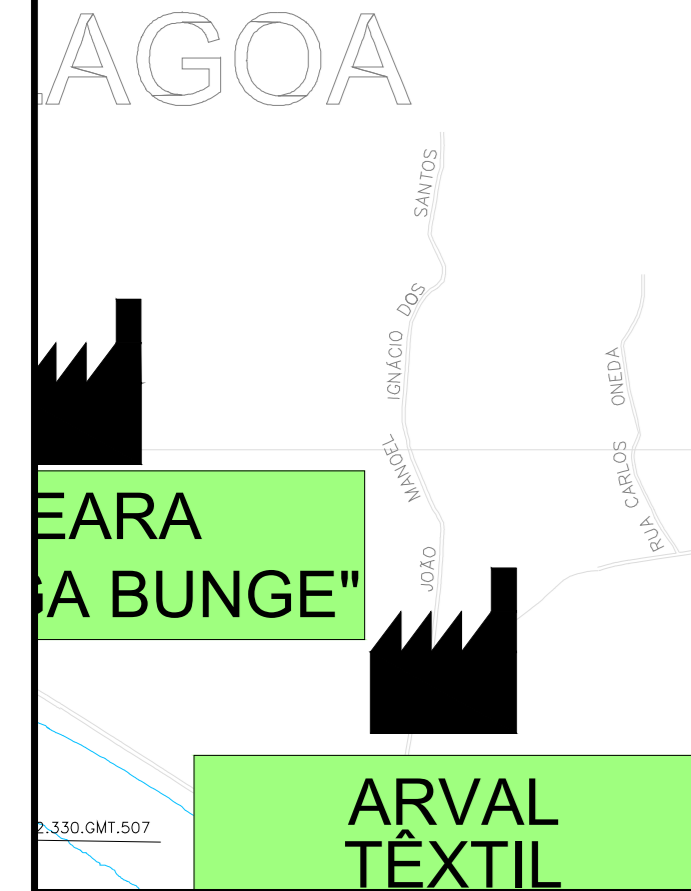 LAGOA
JOÃO MANOEL IGNÁCIO DOS SANTOS
RUA CARLOS ONEDA
EARA
GA BUNGE"
ARVAL
TÊXTIL
2.330.GMT.507